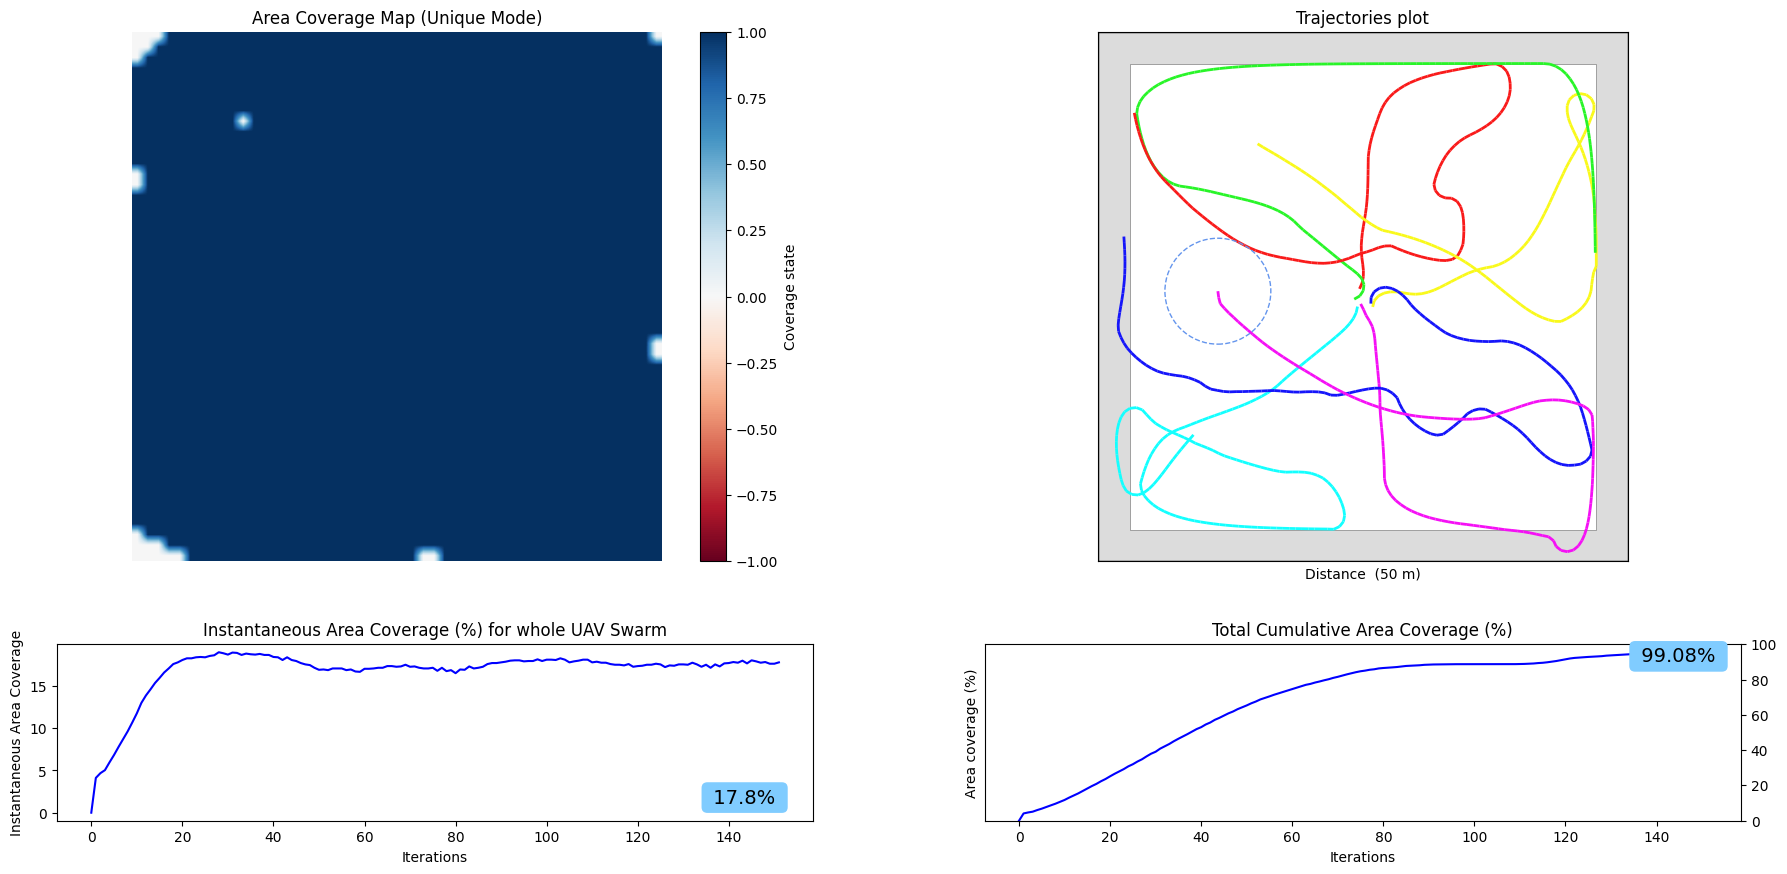 Area Coverage Map (Unique Mode)
1.00
0.75
0.50
0.25
0.00
−0.25
−0.50
−0.75
−1.00
Coverage state
Trajectories plot
Distance  (50 m)
Instantaneous Area Coverage (%) for whole UAV Swarm
Instantaneous Area Coverage
15
10
5
0
17.8%
0 20 40 60 80 100 120 140
Iterations
Total Cumulative Area Coverage (%)
Area coverage (%)
99.08%
100
80
60
40
20
0
0 20 40 60 80 100 120 140
Iterations